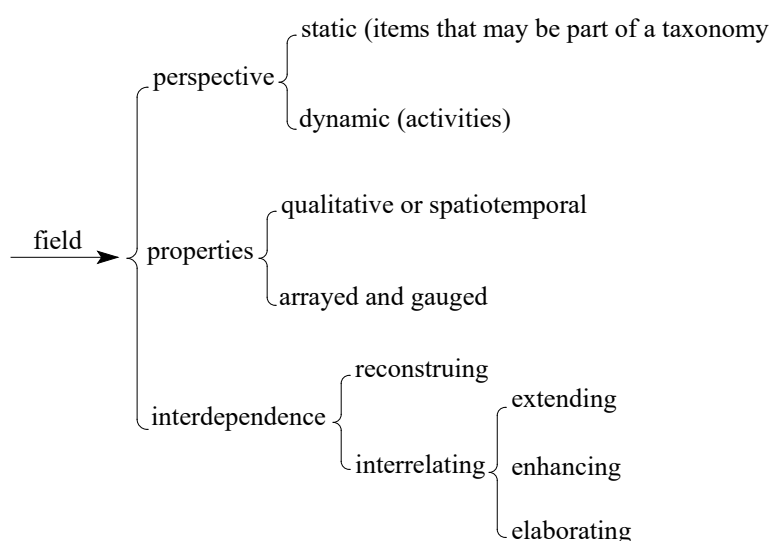 static (items that may be part of a taxonomy
perspective
dynamic (activities)
qualitative or spatiotemporal
field
properties
arrayed and gauged
reconstruing
extending
interdependence
interrelating
enhancing
elaborating